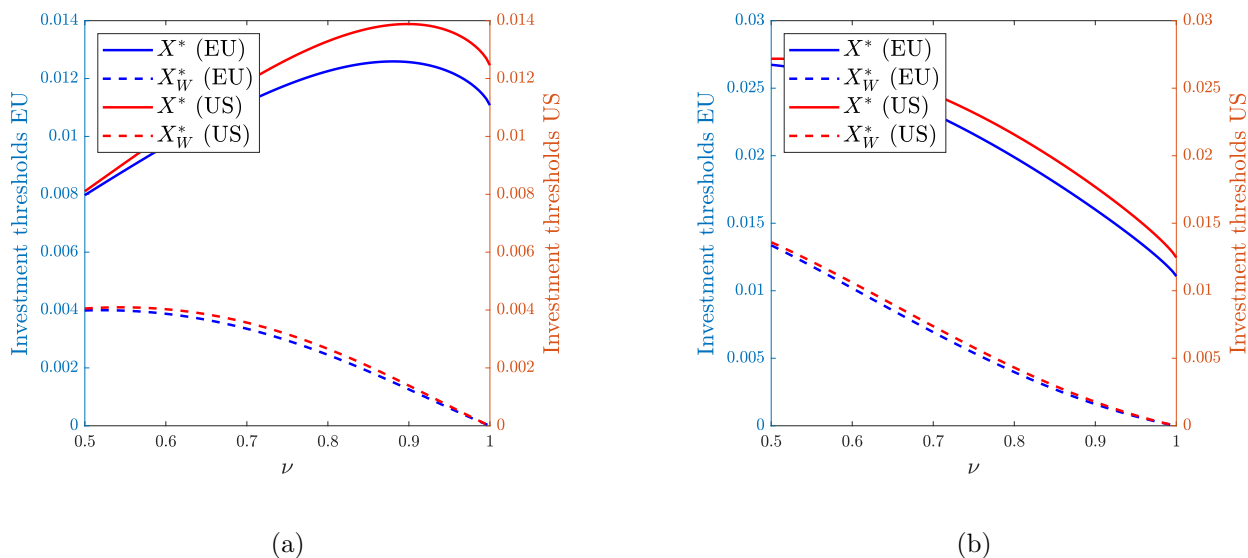 0.014
0.012
0.01
0.008
0.006
0.004
0.002
0
Investment thresholds EU
X* (EU)
X*_W (EU)
X* (US)
X*_W (US)
0.014
0.012
0.01
0.008
0.006
0.004
0.002
0
Investment thresholds US
0.5 0.6 0.7 0.8 0.9 1
ν
(a)
0.03
0.025
0.02
0.015
0.01
0.005
0
Investment thresholds EU
X* (EU)
X*_W (EU)
X* (US)
X*_W (US)
0.03
0.025
0.02
0.015
0.01
0.005
0
Investment thresholds US
0.5 0.6 0.7 0.8 0.9 1
ν
(b)